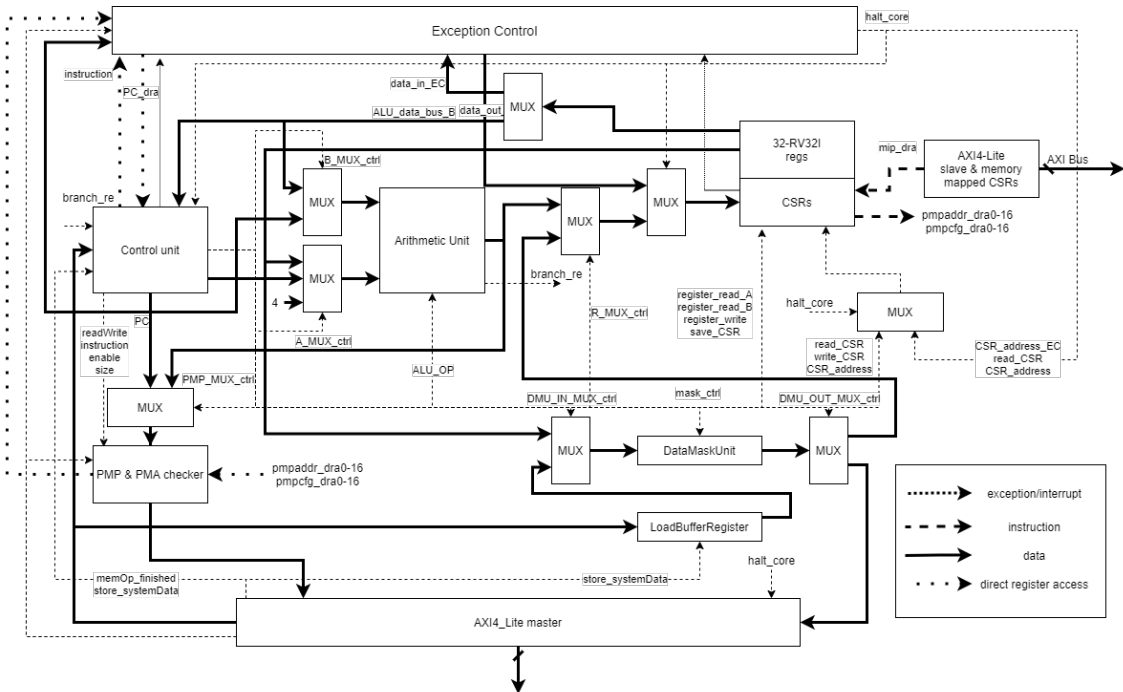 halt_core
Exception Control
instruction
PC_dra
data_in_EC
MUX
ALU_data_bus_B
data_out_
32-RV32I
regs
mip_dra
AXI4-Lite
slave & memory
mapped CSRs
AXI Bus
B_MUX_ctrl
branch_re
MUX
MUX
MUX
CSRs
pmpaddr_dra0-16
pmpcfg_dra0-16
Control unit
Arithmetic Unit
MUX
branch_re
4
PC
readWrite
instruction
enable
size
A_MUX_ctrl
R_MUX_ctrl
register_read_A
register_read_B
register_write
save_CSR
halt_core
MUX
read_CSR
write_CSR
CSR_address
CSR_address_EC
read_CSR
CSR_address
PMP_MUX_ctrl
ALU_OP
MUX
DMU_IN_MUX_ctrl
mask_ctrl
DMU_OUT_MUX_ctrl
MUX
DataMaskUnit
MUX
PMP & PMA checker
pmpaddr_dra0-16
pmpcfg_dra0-16
LoadBufferRegister
exception/interrupt
instruction
data
direct register access
memOp_finished
store_systemData
store_systemData
halt_core
AXI4_Lite master